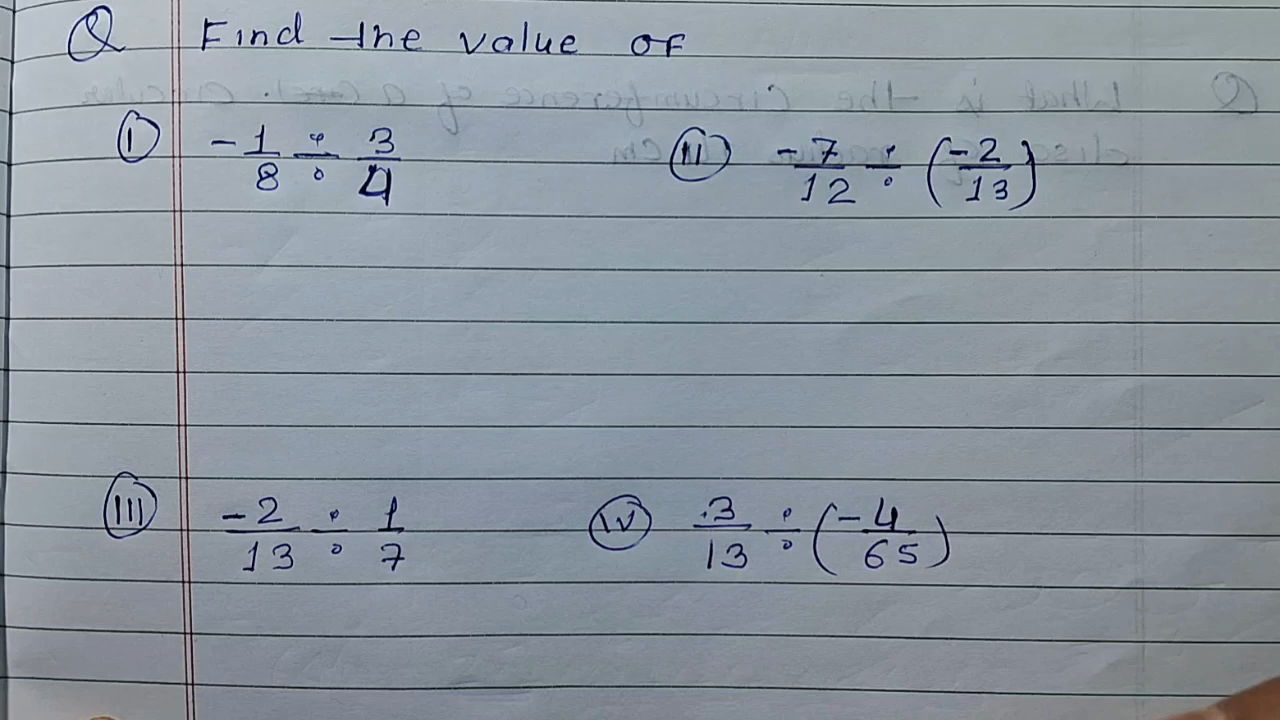 Q Find the value of
(i) -1/8 ÷ 3/4 (ii) -7/12 ÷ (-2/13)
(iii) -2/13 ÷ 1/7 (iv) 3/13 ÷ (-4/65)